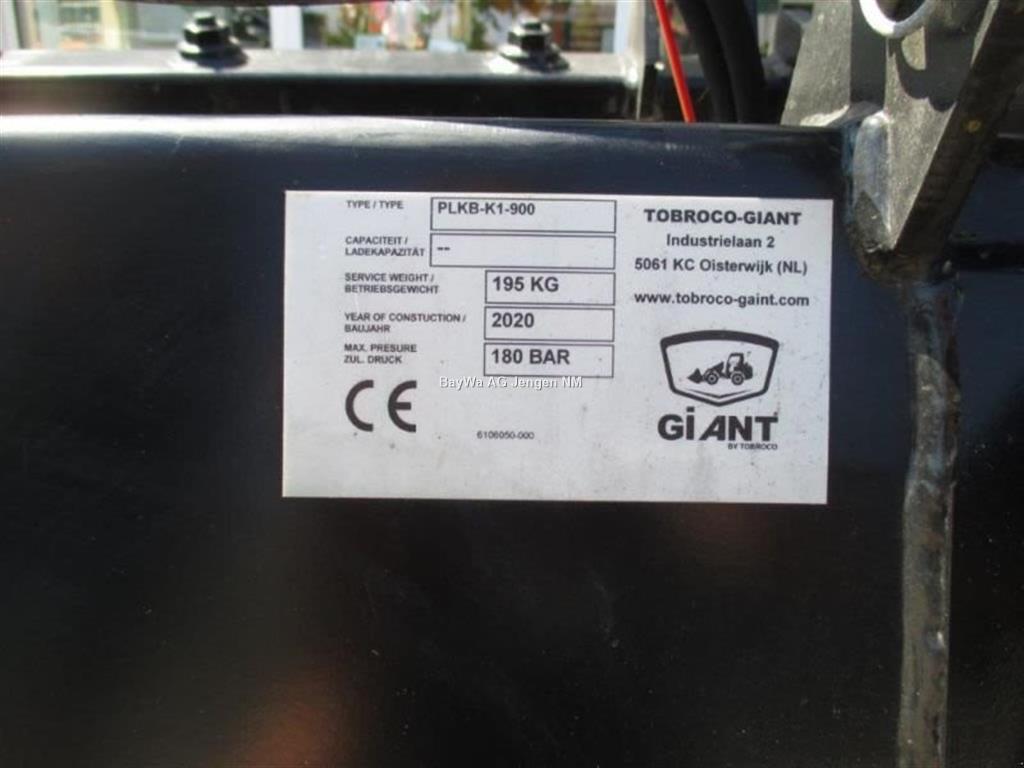 TYPE / TYPE
PLKB-K1-900
CAPACITEIT /
LADEKAPAZITÄT
--
SERVICE WEIGHT /
BETRIEBSGEWICHT
195 KG
YEAR OF CONSTUCTION /
BAUJAHR
2020
MAX. PRESURE
ZUL. DRUCK
180 BAR
BayWa AG Jengen NM
CE
6106050-000
TOBROCO-GIANT
Industrielaan 2
5061 KC Oisterwijk (NL)
www.tobroco-gaint.com
GiANT
BY TOBROCO